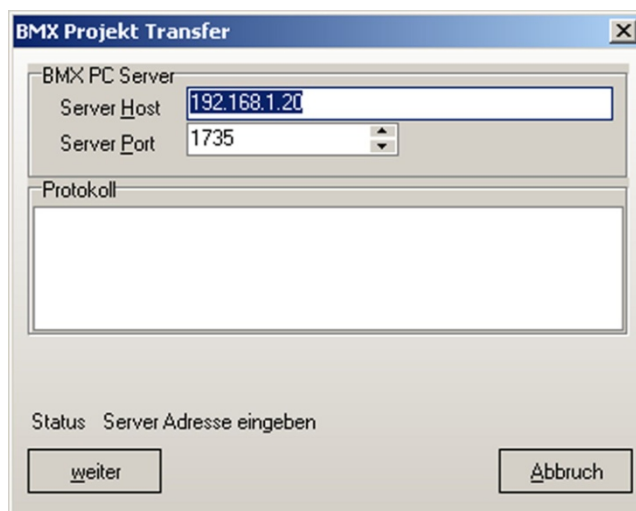 BMX Projekt Transfer
BMX PC Server
Server Host 192.168.1.20
Server Port 1735
Protokoll
Status Server Adresse eingeben
weiter Abbruch